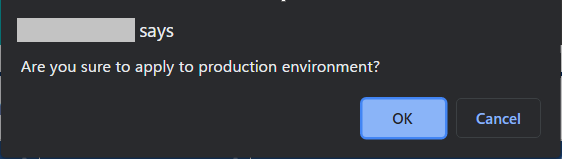 says
Are you sure to apply to production environment?
OK
Cancel